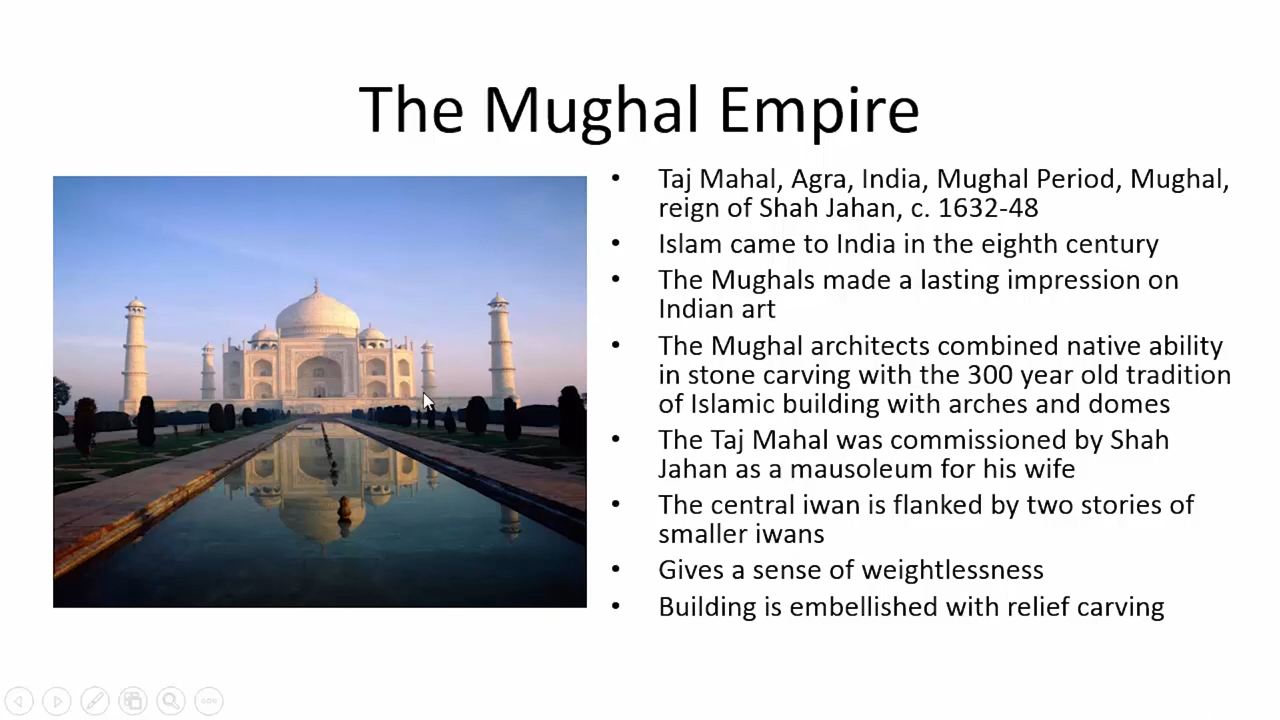 The Mughal Empire
• Taj Mahal, Agra, India, Mughal Period, Mughal,
reign of Shah Jahan, c. 1632-48
• Islam came to India in the eighth century
• The Mughals made a lasting impression on
Indian art
• The Mughal architects combined native ability
in stone carving with the 300 year old tradition
of Islamic building with arches and domes
• The Taj Mahal was commissioned by Shah
Jahan as a mausoleum for his wife
• The central iwan is flanked by two stories of
smaller iwans
• Gives a sense of weightlessness
• Building is embellished with relief carving